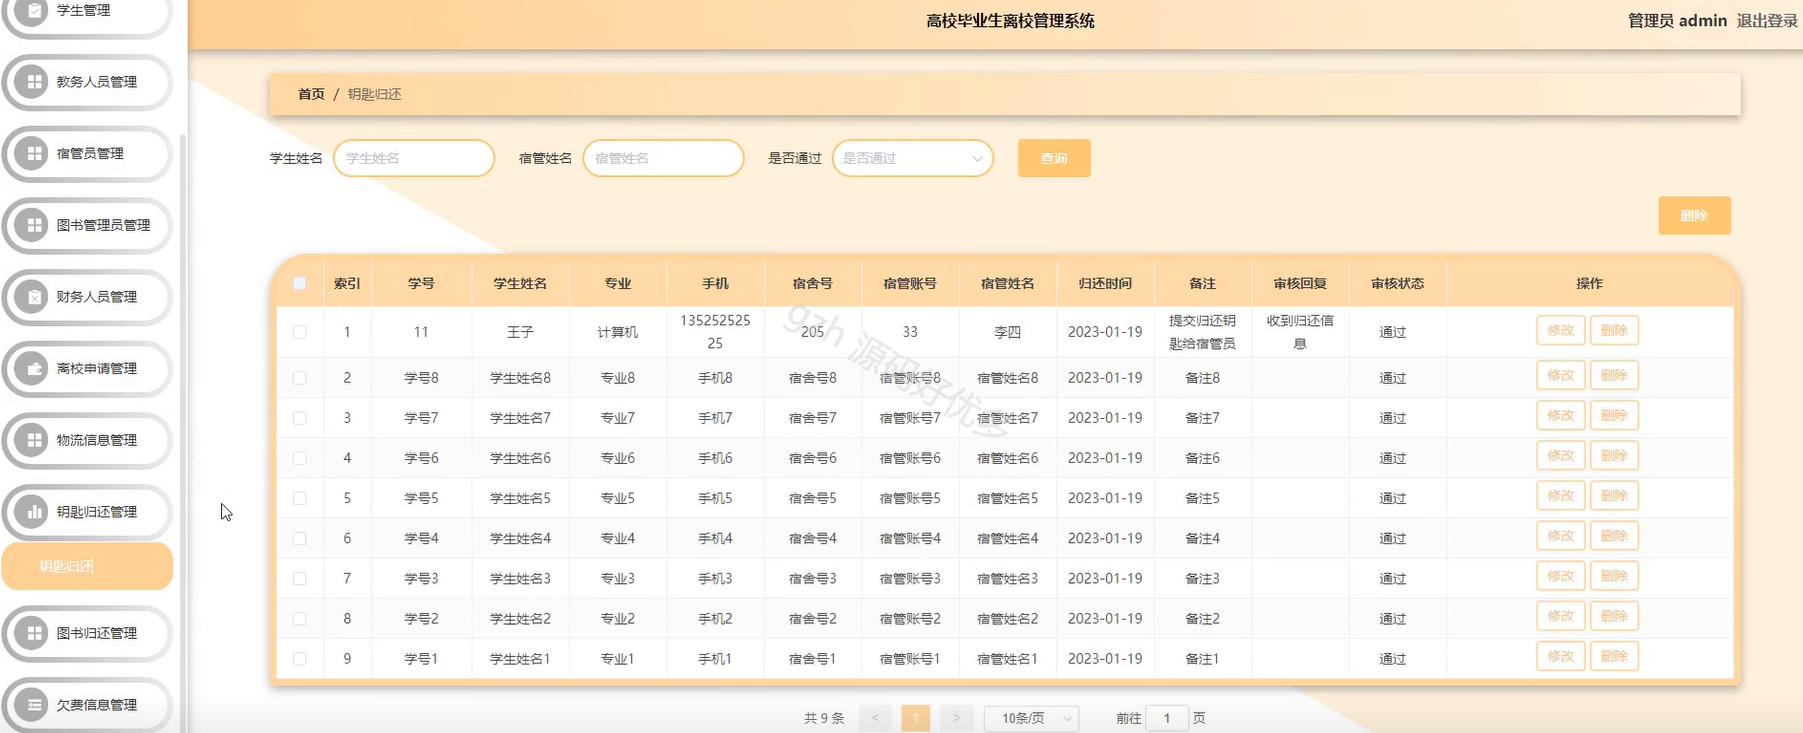 学生管理
教务人员管理
宿管员管理
图书管理员管理
财务人员管理
离校申请管理
物流信息管理
钥匙归还管理
钥匙归还
图书归还管理
欠费信息管理
高校毕业生离校管理系统
管理员 admin 退出登录
首页 / 钥匙归还
学生姓名 学生姓名 宿管姓名 宿管姓名 是否通过 是否通过 查询
删除
索引 学号 学生姓名 专业 手机 宿舍号 宿管账号 宿管姓名 归还时间 备注 审核回复 审核状态 操作
1 11 王子 计算机 13525252525 205 33 李四 2023-01-19 提交归还钥匙给宿管员 收到归还信息 通过 修改 删除
2 学号8 学生姓名8 专业8 手机8 宿舍号8 宿管账号8 宿管姓名8 2023-01-19 备注8 通过 修改 删除
3 学号7 学生姓名7 专业7 手机7 宿舍号7 宿管账号7 宿管姓名7 2023-01-19 备注7 通过 修改 删除
4 学号6 学生姓名6 专业6 手机6 宿舍号6 宿管账号6 宿管姓名6 2023-01-19 备注6 通过 修改 删除
5 学号5 学生姓名5 专业5 手机5 宿舍号5 宿管账号5 宿管姓名5 2023-01-19 备注5 通过 修改 删除
6 学号4 学生姓名4 专业4 手机4 宿舍号4 宿管账号4 宿管姓名4 2023-01-19 备注4 通过 修改 删除
7 学号3 学生姓名3 专业3 手机3 宿舍号3 宿管账号3 宿管姓名3 2023-01-19 备注3 通过 修改 删除
8 学号2 学生姓名2 专业2 手机2 宿舍号2 宿管账号2 宿管姓名2 2023-01-19 备注2 通过 修改 删除
9 学号1 学生姓名1 专业1 手机1 宿舍号1 宿管账号1 宿管姓名1 2023-01-19 备注1 通过 修改 删除
gzh 源码好优多
共 9 条 < 1 > 10条/页 前往 1 页